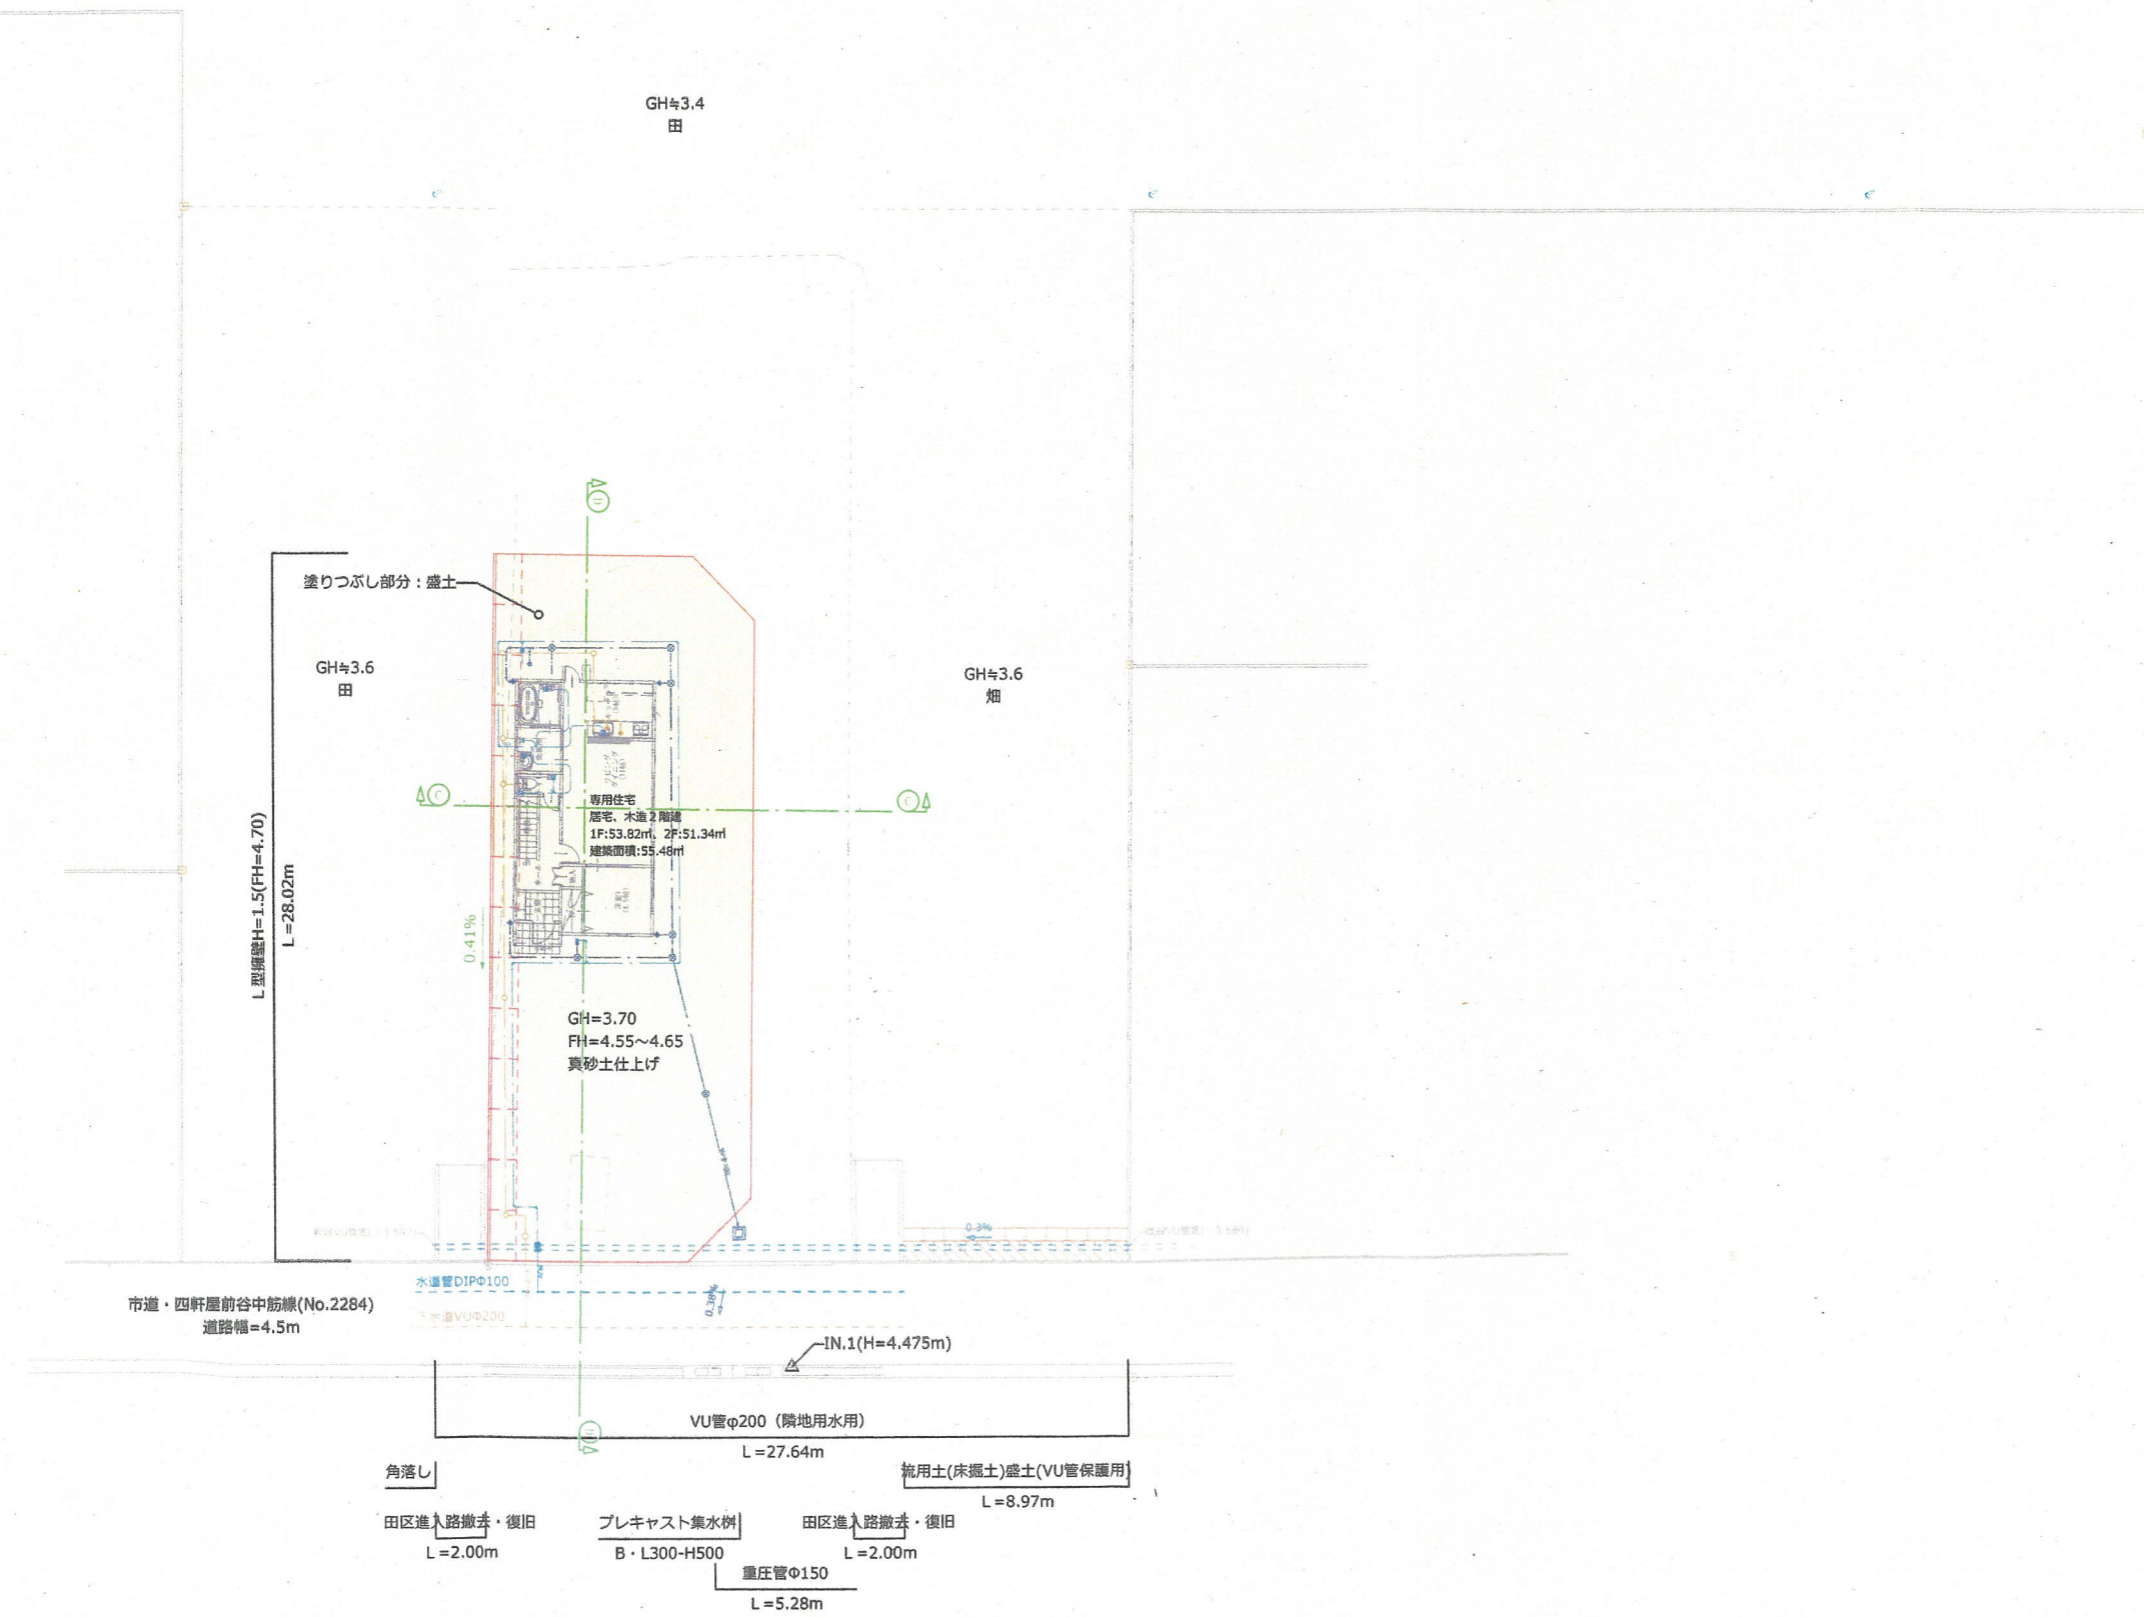 GH≒3.4
田
塗りつぶし部分：盛土
GH≒3.6
田
GH≒3.6
畑
専用住宅
居宅、木造２階建
1F:53.82㎡、2F:51.34㎡
建築面積:55.48㎡
L型擁壁H=1.5(FH=4.70)
L=28.02m
0.41%
GH=3.70
FH=4.55～4.65
真砂土仕上げ
0.3%
水道管DIPΦ100
下水道VUΦ200
0.38%
市道・四軒屋前谷中筋線(No.2284)
道路幅=4.5m
IN.1(H=4.475m)
VU管φ200（隣地用水用）
L=27.64m
角落し
流用土(床掘土)盛土(VU管保護用)
L=8.97m
田区進入路撤去・復旧
L=2.00m
プレキャスト集水桝
B・L300-H500
田区進入路撤去・復旧
L=2.00m
重圧管Φ150
L=5.28m